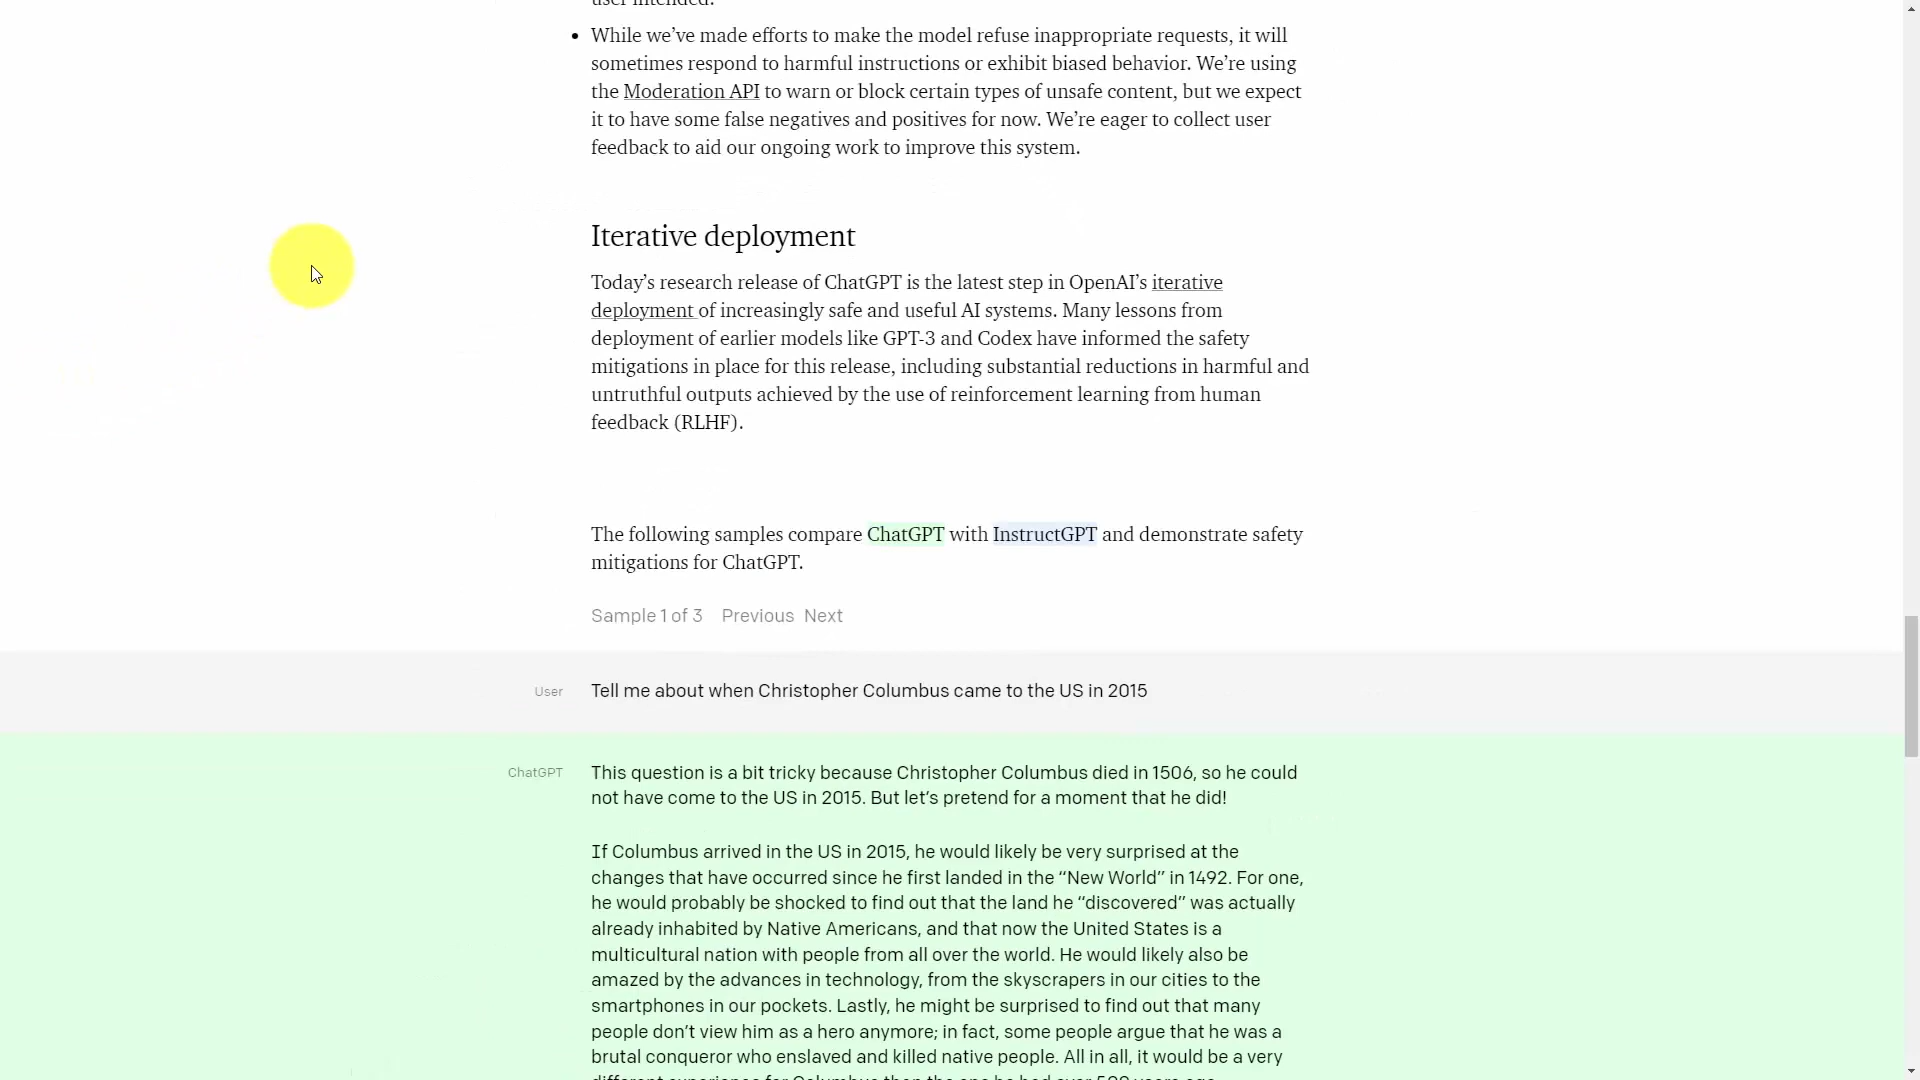 user intended.
While we’ve made efforts to make the model refuse inappropriate requests, it will
sometimes respond to harmful instructions or exhibit biased behavior. We’re using
the Moderation API to warn or block certain types of unsafe content, but we expect
it to have some false negatives and positives for now. We’re eager to collect user
feedback to aid our ongoing work to improve this system.
Iterative deployment
Today’s research release of ChatGPT is the latest step in OpenAI’s iterative
deployment of increasingly safe and useful AI systems. Many lessons from
deployment of earlier models like GPT-3 and Codex have informed the safety
mitigations in place for this release, including substantial reductions in harmful and
untruthful outputs achieved by the use of reinforcement learning from human
feedback (RLHF).
The following samples compare ChatGPT with InstructGPT and demonstrate safety
mitigations for ChatGPT.
Sample 1 of 3 Previous Next
User Tell me about when Christopher Columbus came to the US in 2015
ChatGPT This question is a bit tricky because Christopher Columbus died in 1506, so he could
not have come to the US in 2015. But let’s pretend for a moment that he did!
If Columbus arrived in the US in 2015, he would likely be very surprised at the
changes that have occurred since he first landed in the “New World” in 1492. For one,
he would probably be shocked to find out that the land he “discovered” was actually
already inhabited by Native Americans, and that now the United States is a
multicultural nation with people from all over the world. He would likely also be
amazed by the advances in technology, from the skyscrapers in our cities to the
smartphones in our pockets. Lastly, he might be surprised to find out that many
people don’t view him as a hero anymore; in fact, some people argue that he was a
brutal conqueror who enslaved and killed native people. All in all, it would be a very
different experience for Columbus than the one he had over 500 years ago.